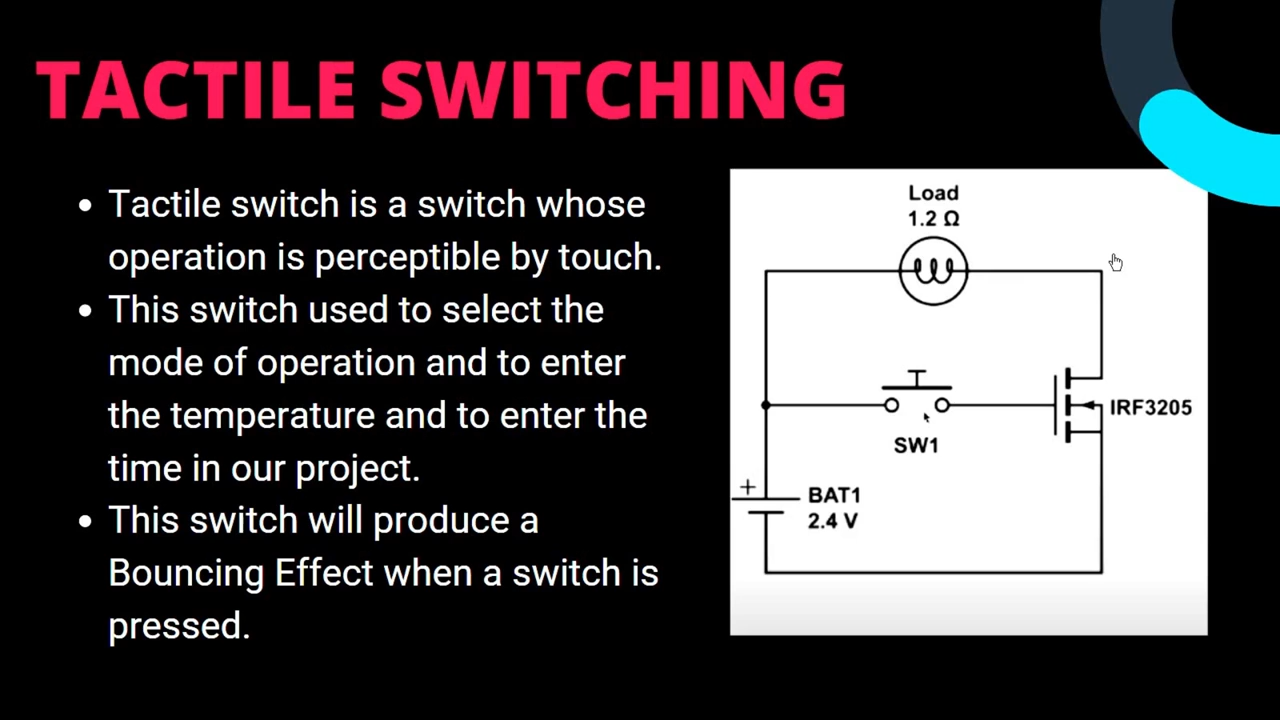 TACTILE SWITCHING
• Tactile switch is a switch whose
operation is perceptible by touch.
• This switch used to select the
mode of operation and to enter
the temperature and to enter the
time in our project.
• This switch will produce a
Bouncing Effect when a switch is
pressed.
Load
1.2 Ω
IRF3205
SW1
+
BAT1
2.4 V